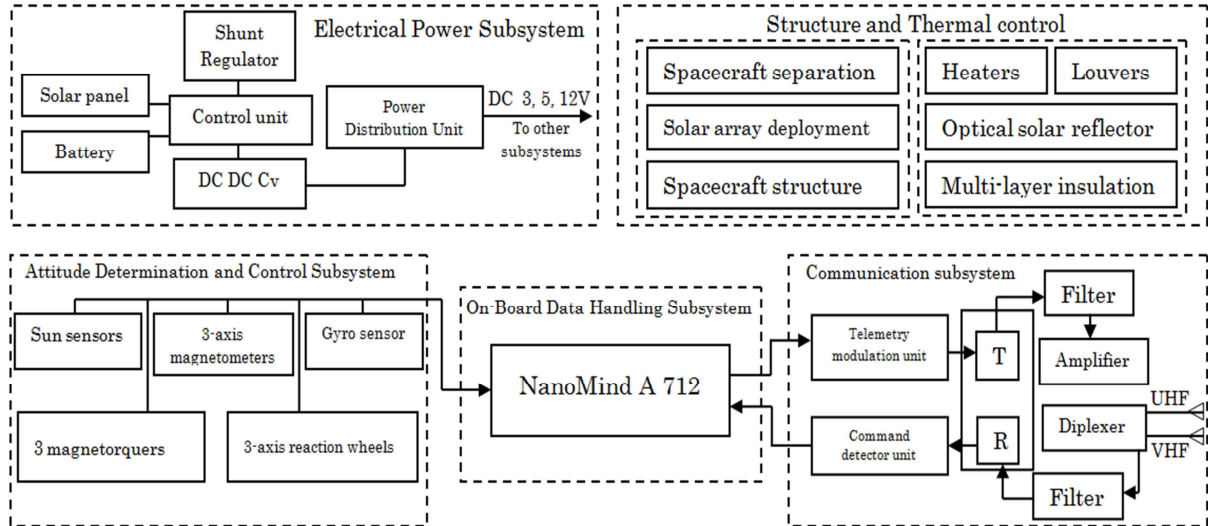 Electrical Power Subsystem
Shunt
Regulator
Solar panel
Control unit
Battery
DC DC Cv
Power
Distribution Unit
DC 3, 5, 12V
To other
subsystems
Structure and Thermal control
Spacecraft separation
Solar array deployment
Spacecraft structure
Heaters
Louvers
Optical solar reflector
Multi-layer insulation
Attitude Determination and Control Subsystem
Sun sensors
3-axis
magnetometers
Gyro sensor
3 magnetorquers
3-axis reaction wheels
On-Board Data Handling Subsystem
NanoMind A 712
Communication subsystem
Telemetry
modulation unit
T
Filter
Amplifier
Command
detector unit
R
Diplexer
UHF
VHF
Filter